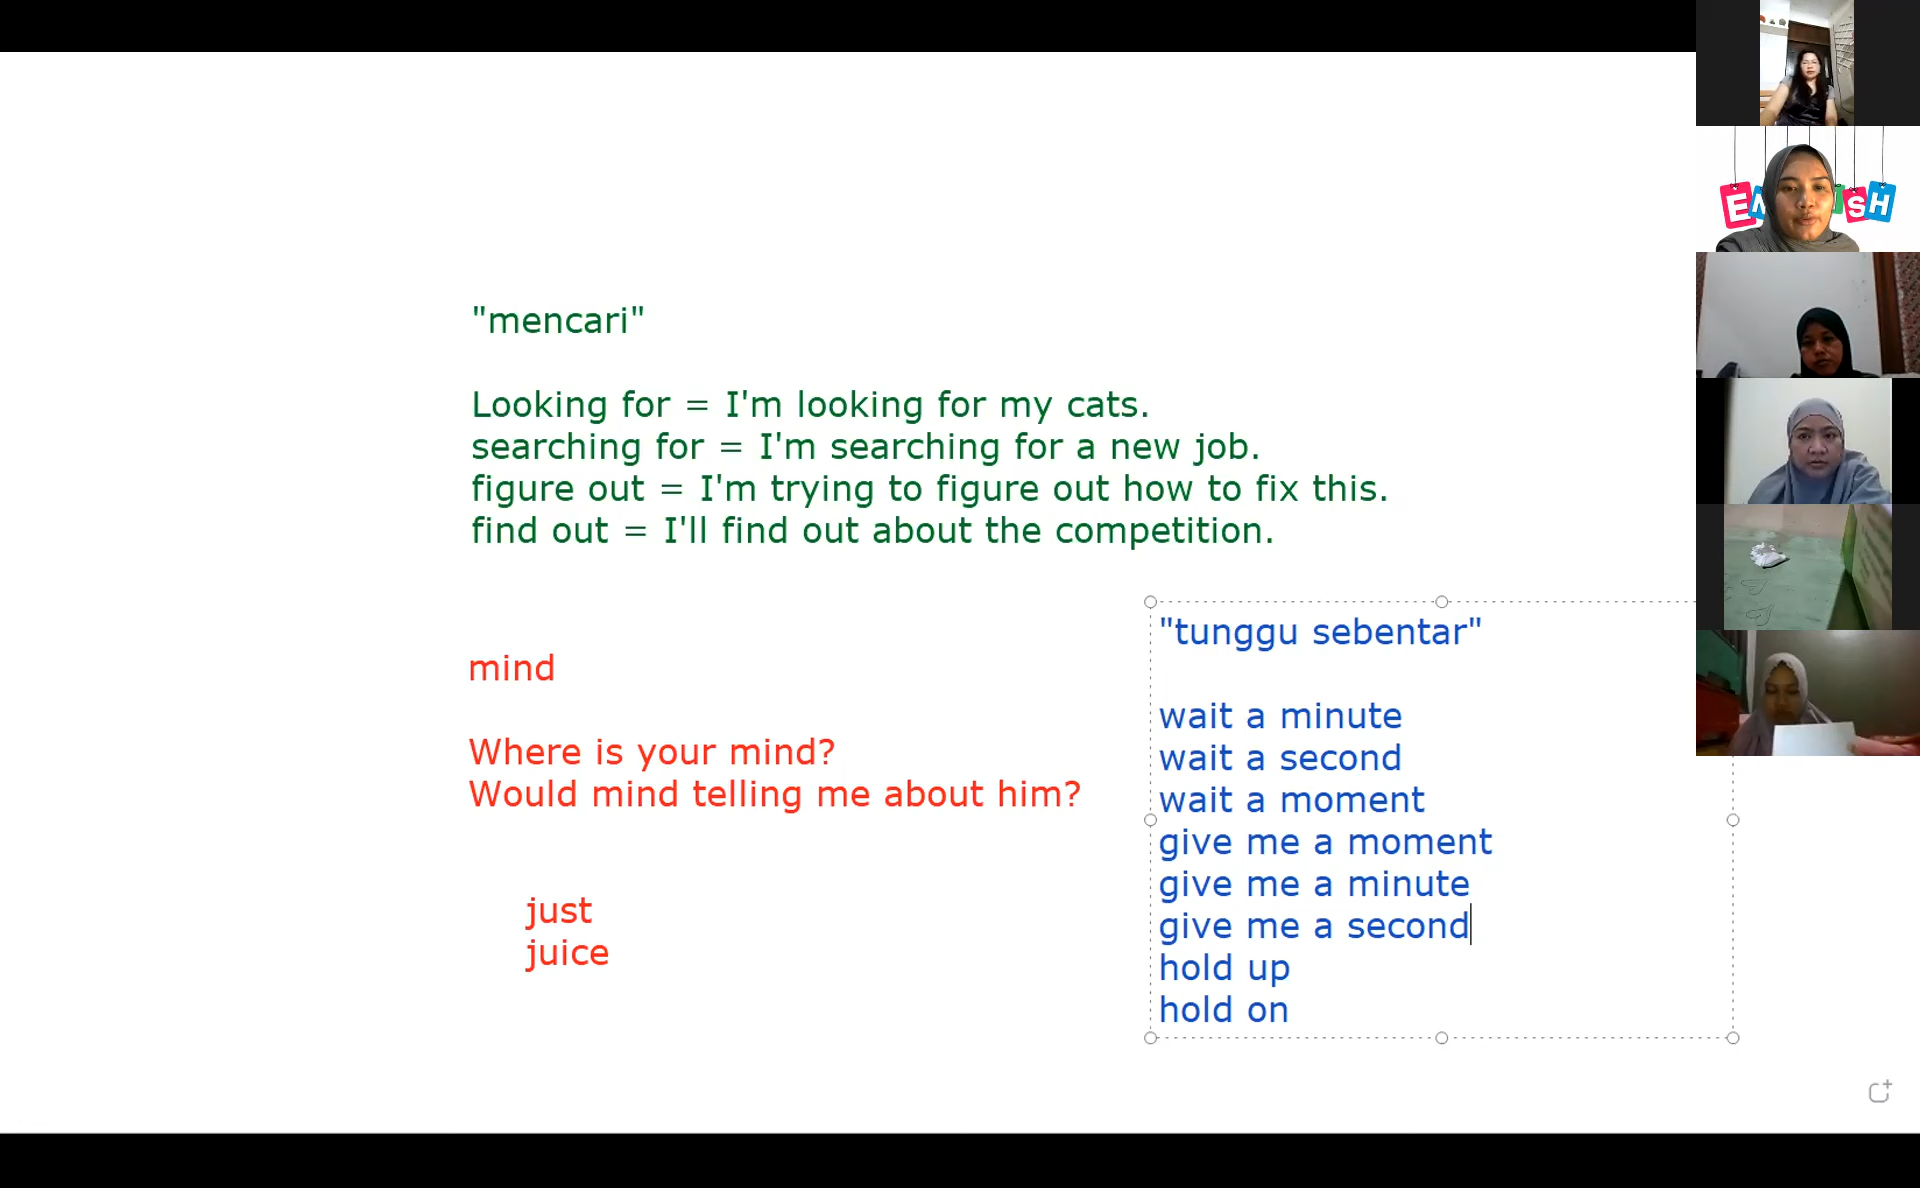 "mencari"
Looking for = I'm looking for my cats.
searching for = I'm searching for a new job.
figure out = I'm trying to figure out how to fix this.
find out = I'll find out about the competition.
mind
Where is your mind?
Would mind telling me about him?
just
juice
"tunggu sebentar"
wait a minute
wait a second
wait a moment
give me a moment
give me a minute
give me a second
hold up
hold on
E
S H